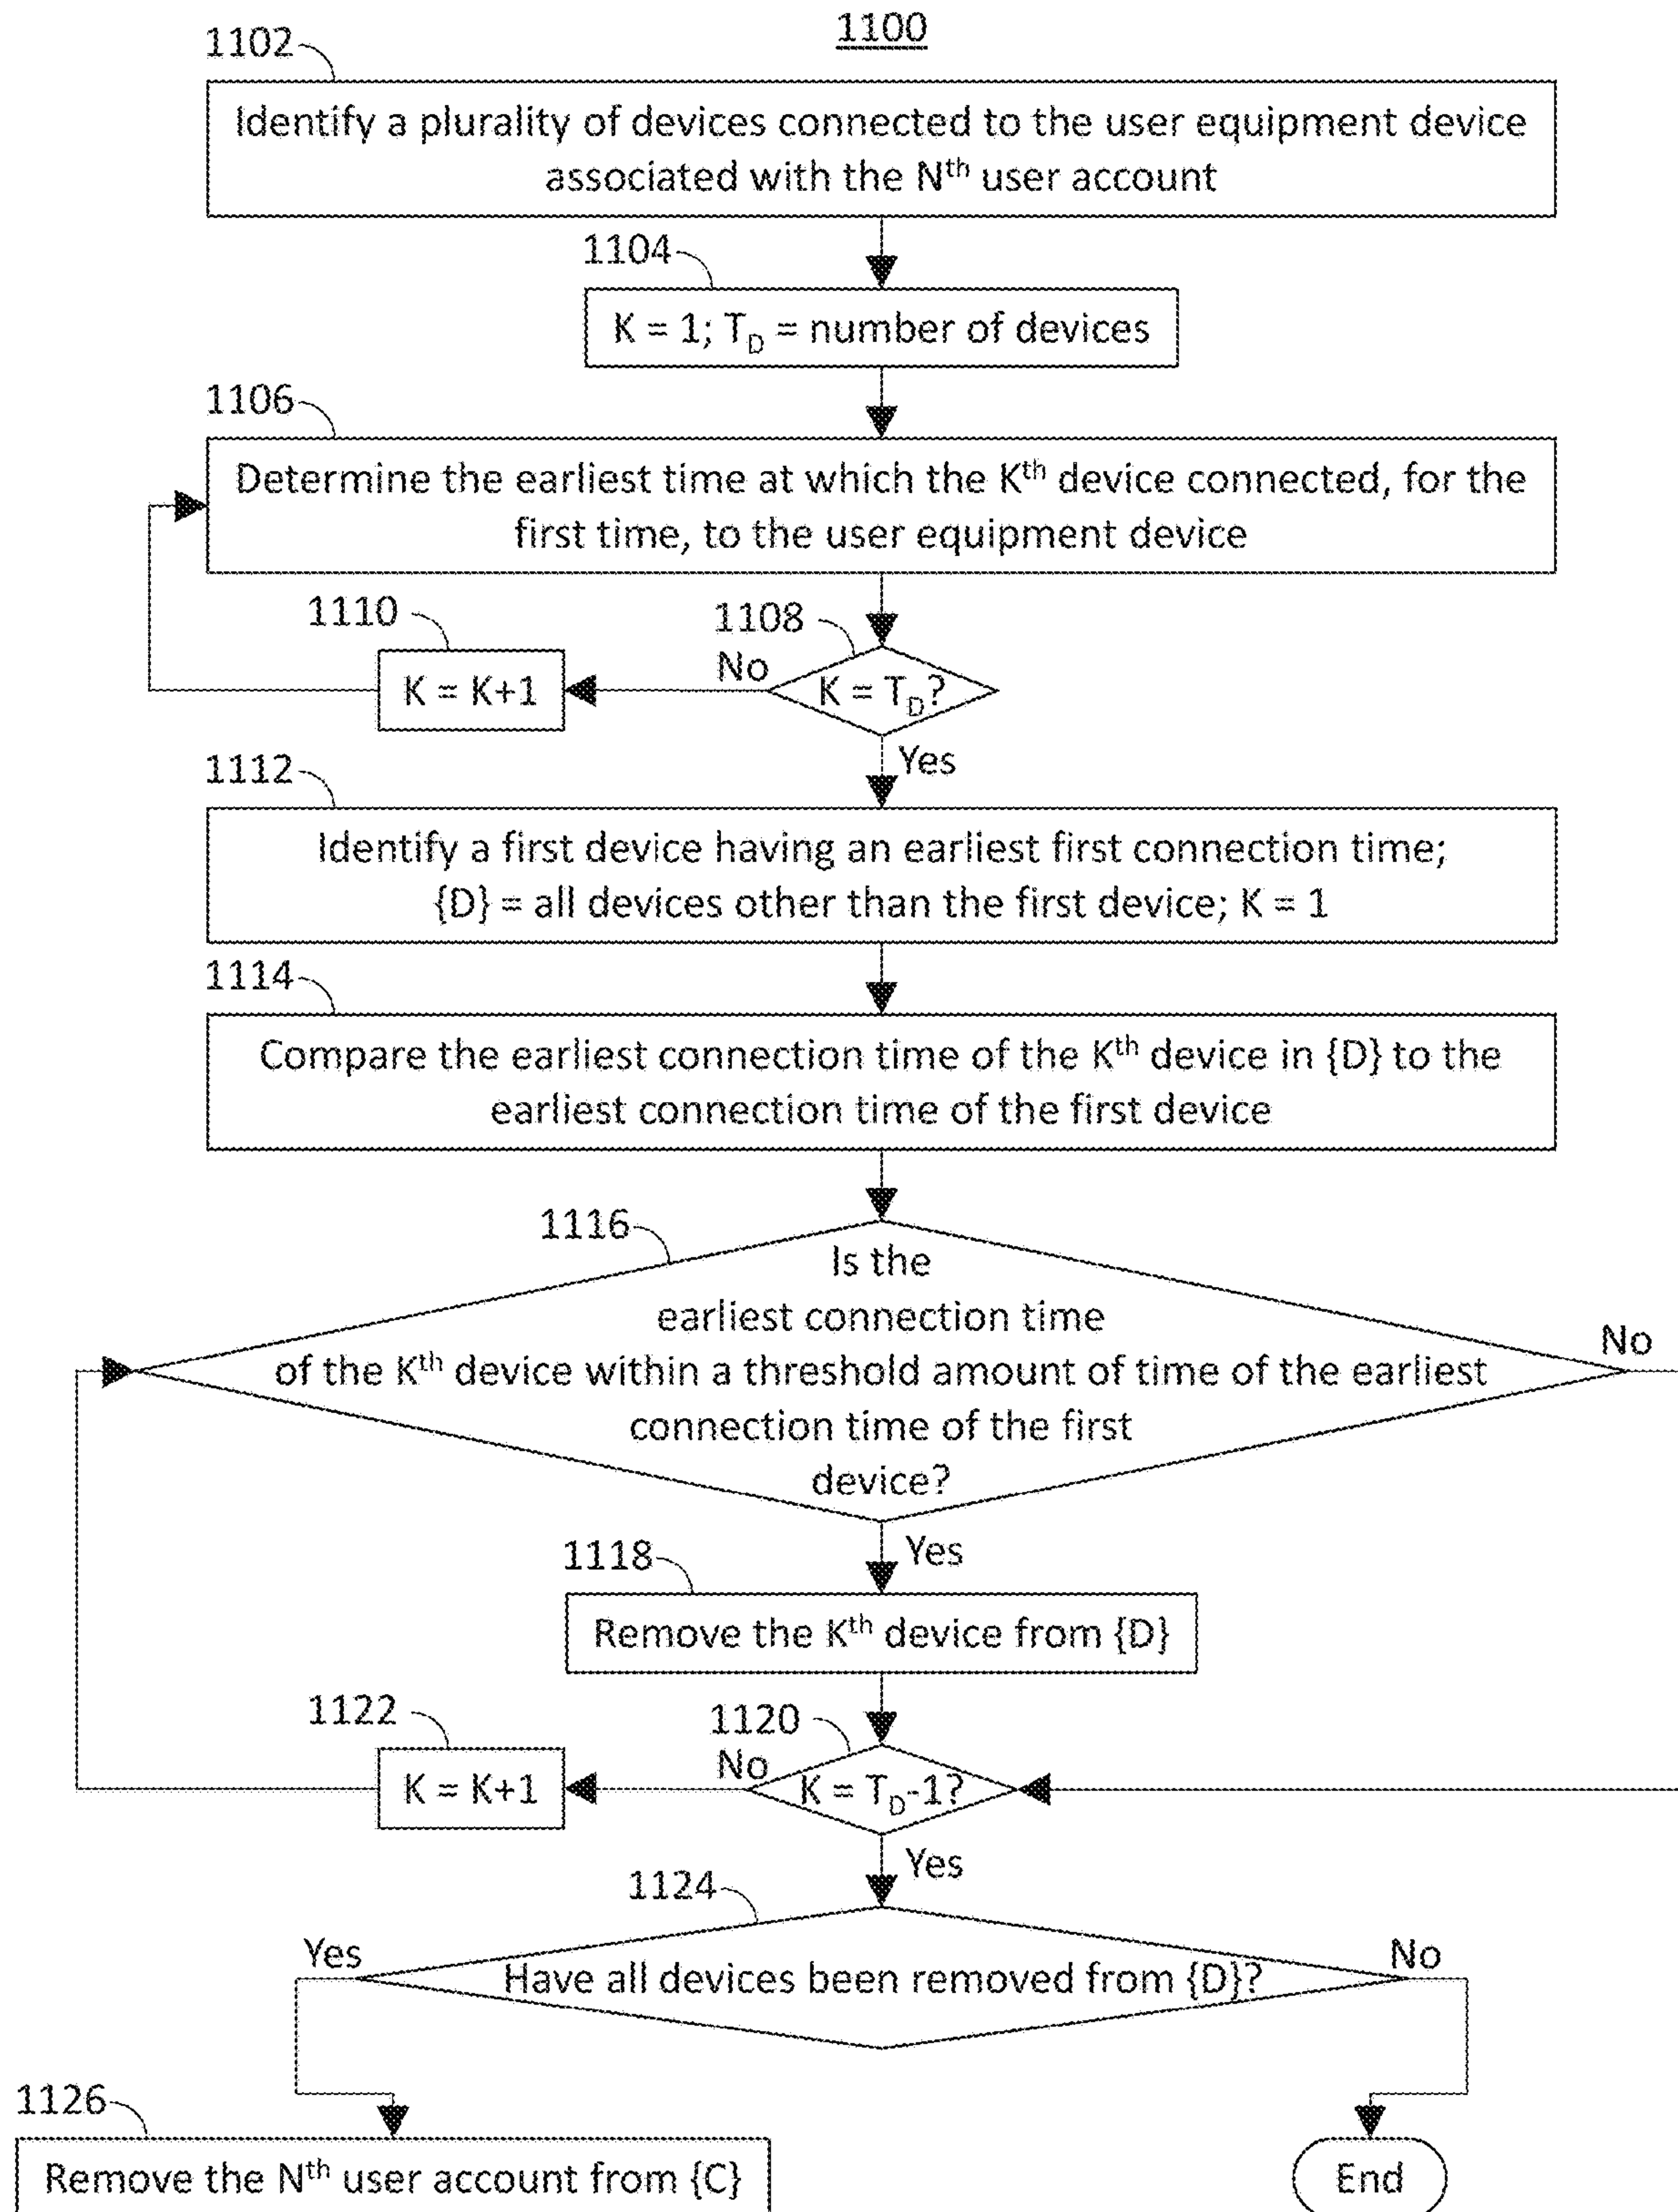 1100
1102
Identify a plurality of devices connected to the user equipment device
associated with the Nth user account
1104
K = 1; TD = number of devices
1106
Determine the earliest time at which the Kth device connected, for the
first time, to the user equipment device
1110
1108
No
K = K+1
K = TD?
Yes
1112
Identify a first device having an earliest first connection time;
{D} = all devices other than the first device; K = 1
1114
Compare the earliest connection time of the Kth device in {D} to the
earliest connection time of the first device
1116
Is the
earliest connection time
No
of the Kth device within a threshold amount of time of the earliest
connection time of the first
device?
Yes
1118
Remove the Kth device from {D}
1122
1120
No
K = K+1
K = TD-1?
Yes
1124
Yes
No
Have all devices been removed from {D}?
1126
Remove the Nth user account from {C}
End